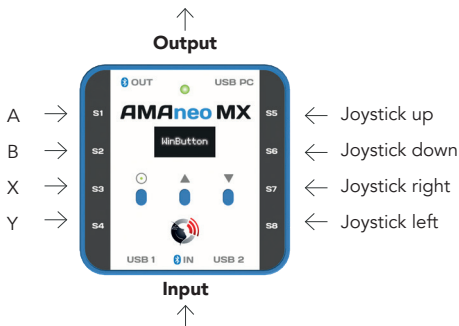 Output
OUT USB PC
A S1 AMAneo MX S5 Joystick up
B S2 WinButton S6 Joystick down
X S3 S7 Joystick right
Y S4 S8 Joystick left
USB 1 IN USB 2
Input